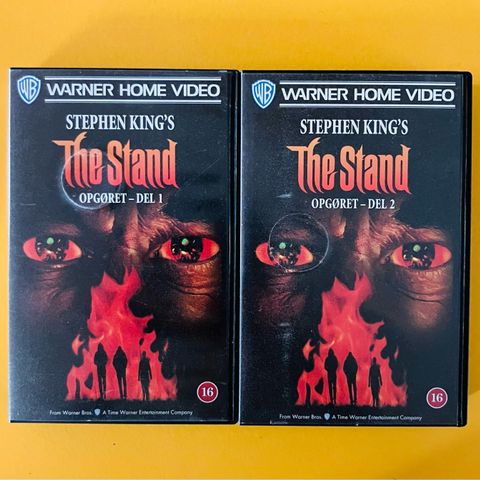 WB WARNER HOME VIDEO
STEPHEN KING'S
The Stand
OPGØRET – DEL 1
16
From Warner Bros. WB A Time Warner Entertainment Company
WB WARNER HOME VIDEO
STEPHEN KING'S
The Stand
OPGØRET – DEL 2
16
From Warner Bros. WB A Time Warner Entertainment Company